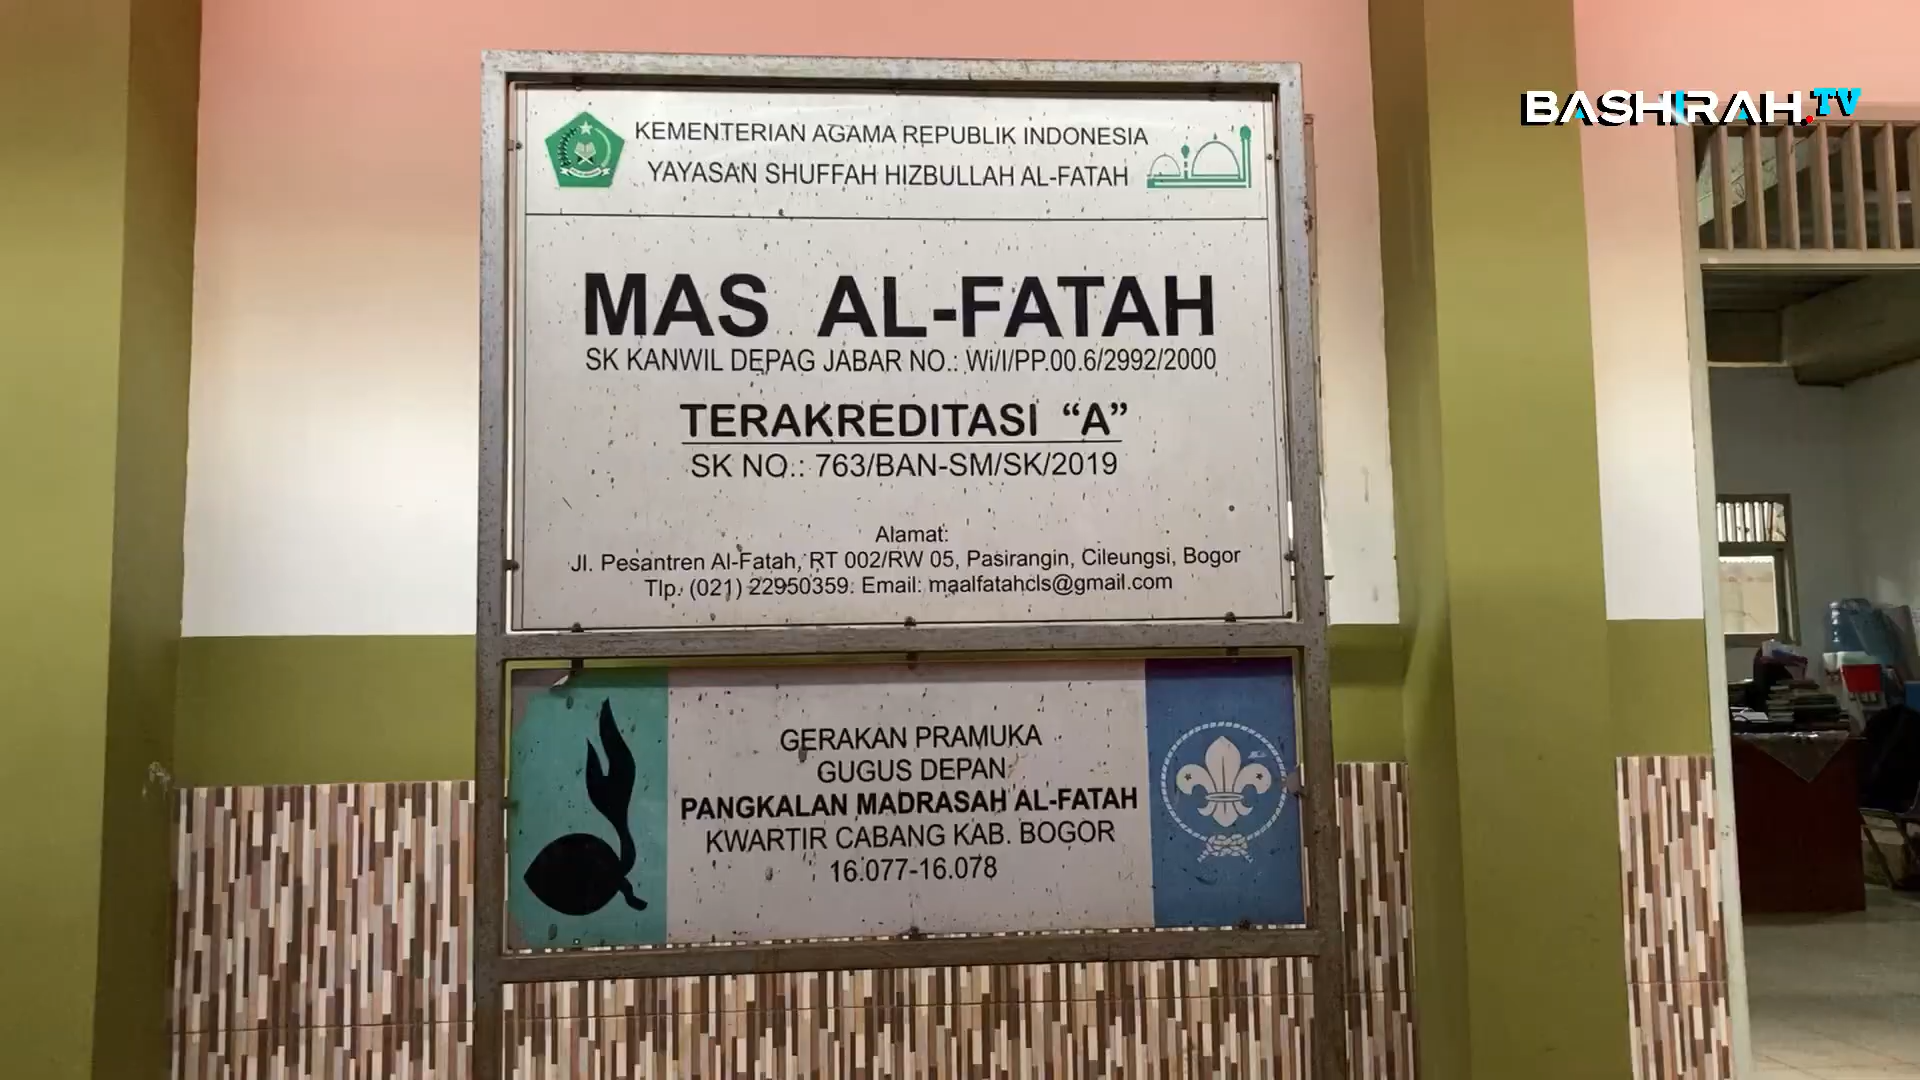 BASHIRAH.TV
KEMENTERIAN AGAMA REPUBLIK INDONESIA
YAYASAN SHUFFAH HIZBULLAH AL-FATAH
MAS AL-FATAH
SK KANWIL DEPAG JABAR NO.: Wi/I/PP.00.6/2992/2000
TERAKREDITASI “A”
SK NO.: 763/BAN-SM/SK/2019
Alamat:
Jl. Pesantren Al-Fatah, RT 002/RW 05, Pasirangin, Cileungsi, Bogor
Tlp. (021) 22950359. Email: maalfatahcls@gmail.com
GERAKAN PRAMUKA
GUGUS DEPAN
PANGKALAN MADRASAH AL-FATAH
KWARTIR CABANG KAB. BOGOR
16.077-16.078